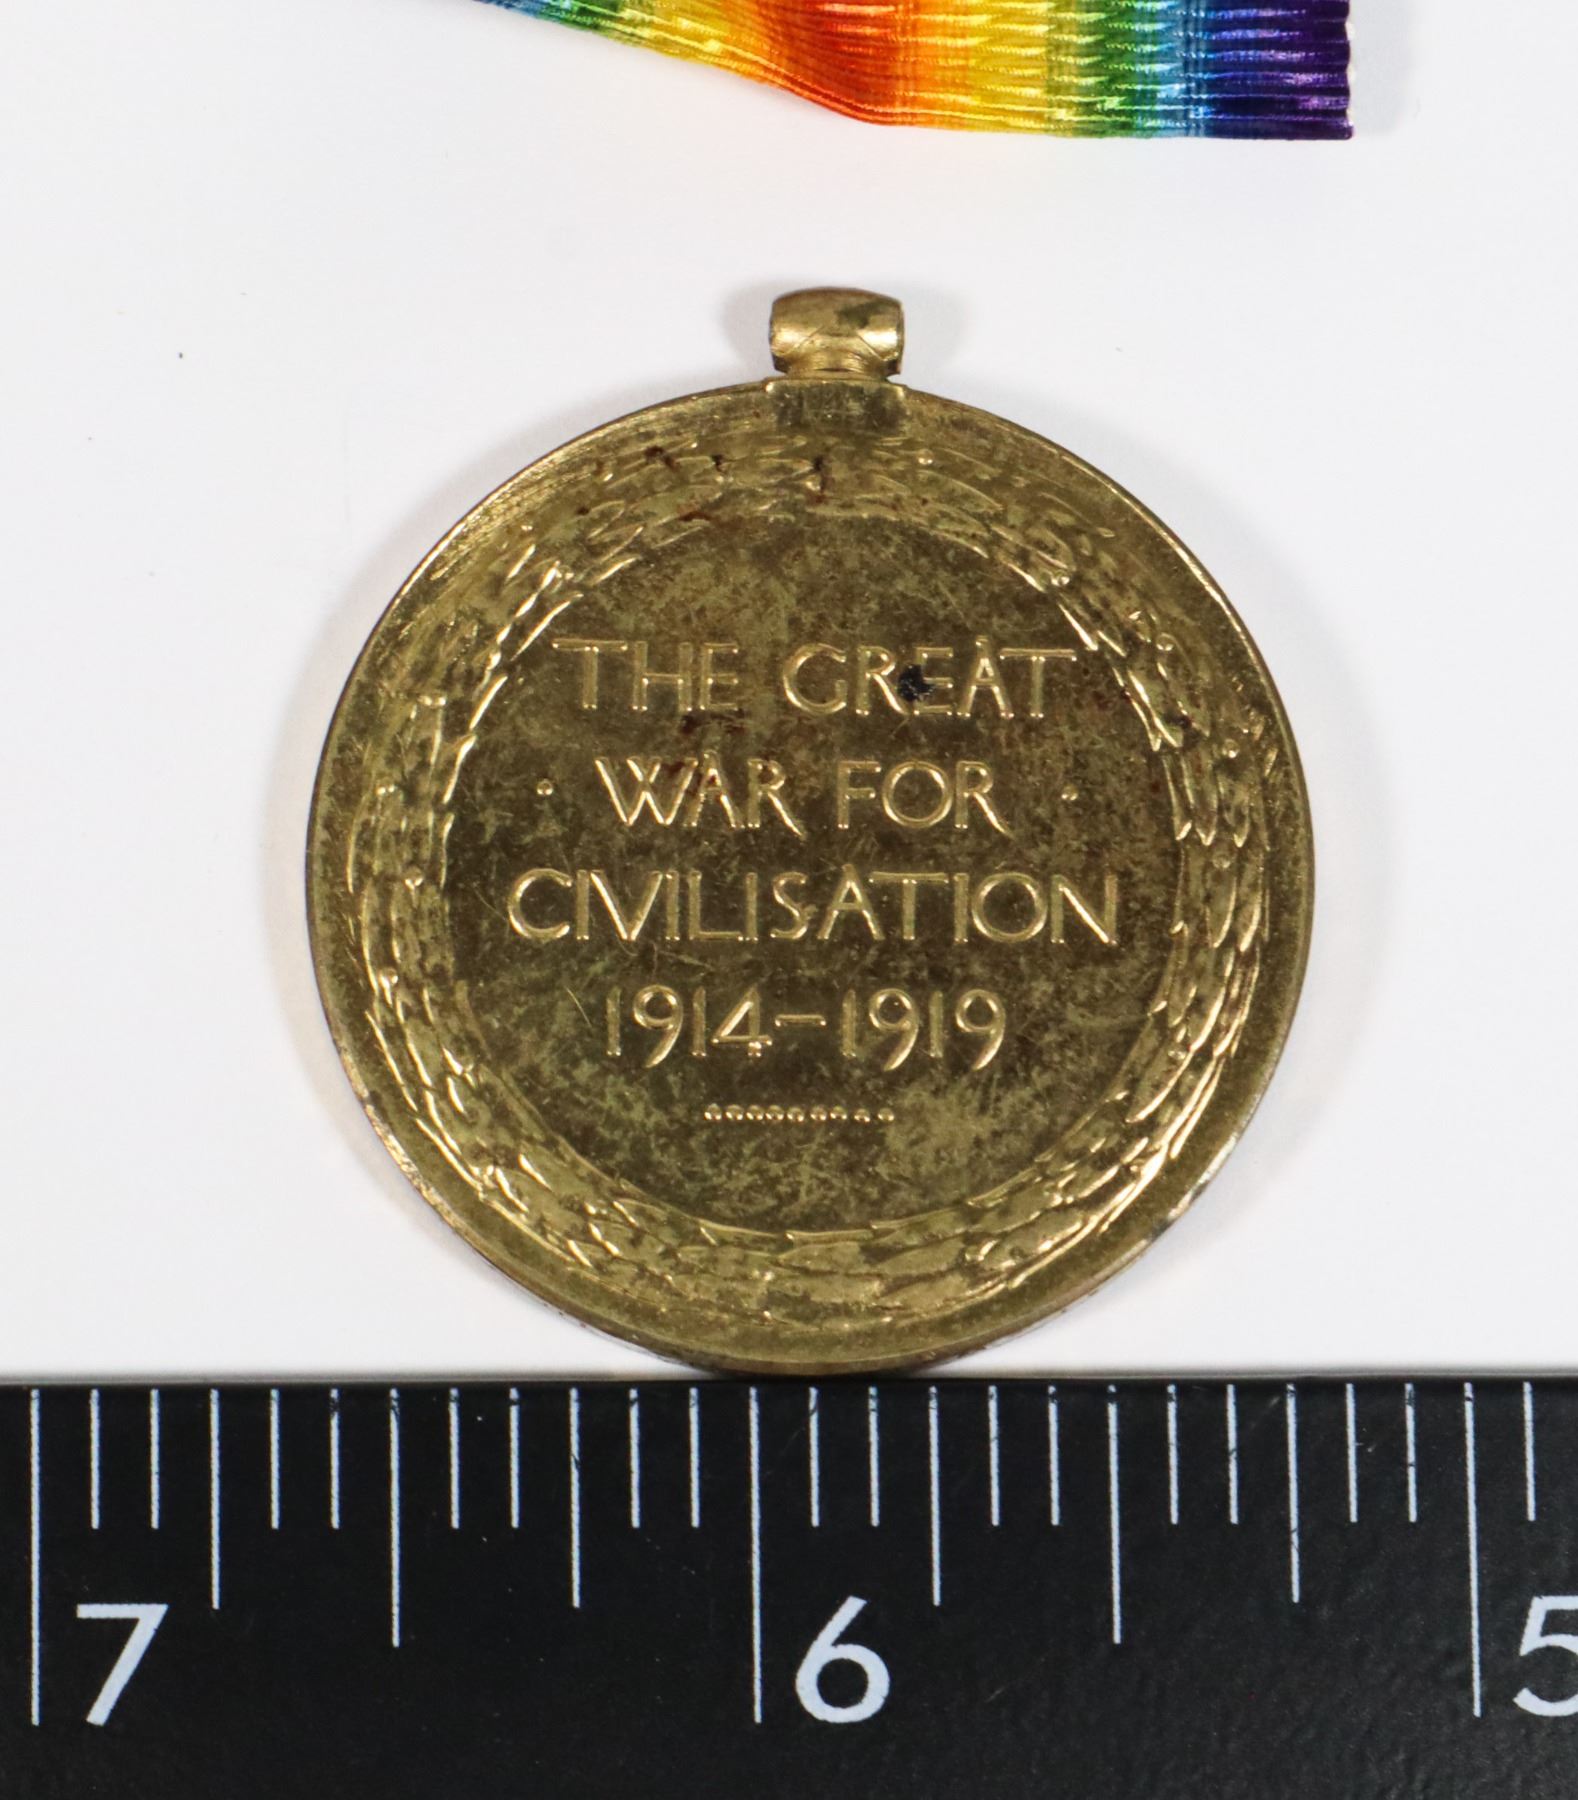 THE GREAT
· WAR FOR ·
CIVILISATION
1914-1919
7 6 5